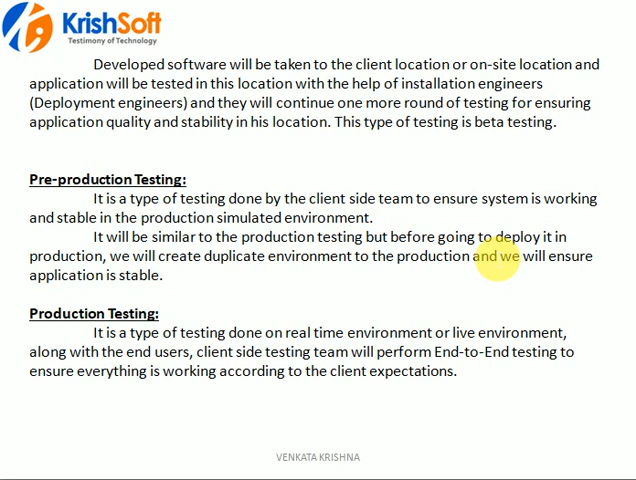 KrishSoft
Testimony of Technology
Developed software will be taken to the client location or on-site location and
application will be tested in this location with the help of installation engineers
(Deployment engineers) and they will continue one more round of testing for ensuring
application quality and stability in his location. This type of testing is beta testing.
Pre-production Testing:
It is a type of testing done by the client side team to ensure system is working
and stable in the production simulated environment.
It will be similar to the production testing but before going to deploy it in
production, we will create duplicate environment to the production and we will ensure
application is stable.
Production Testing:
It is a type of testing done on real time environment or live environment,
along with the end users, client side testing team will perform End-to-End testing to
ensure everything is working according to the client expectations.
VENKATA KRISHNA